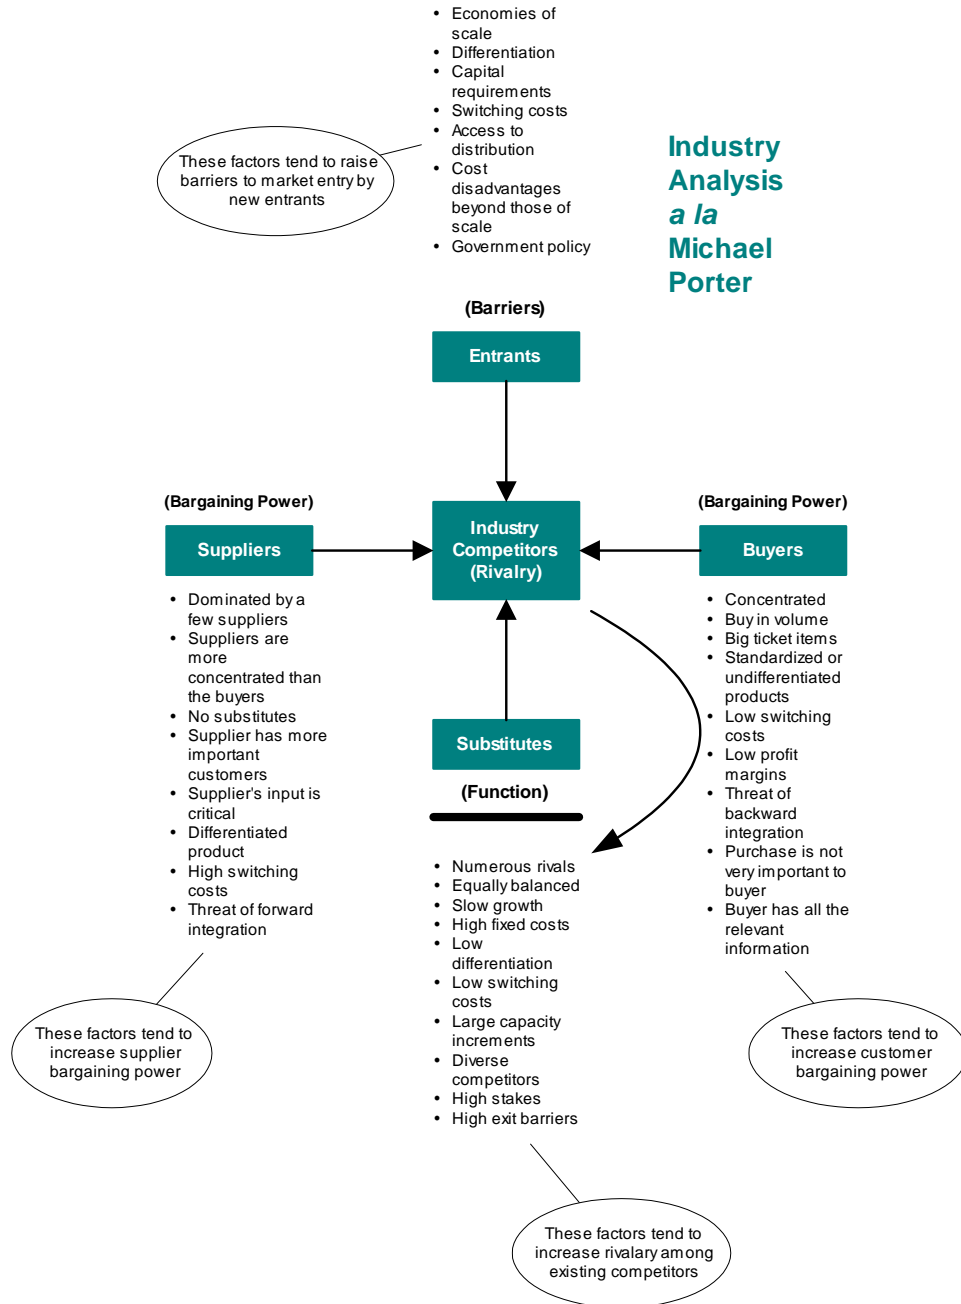 • Economies of
scale
• Differentiation
• Capital
requirements
• Switching costs
• Access to
distribution
• Cost
disadvantages
beyond those of
scale
• Government policy
These factors tend to raise
barriers to market entry by
new entrants
Industry
Analysis
a la
Michael
Porter
(Barriers)
Entrants
(Bargaining Power)
Suppliers
Industry
Competitors
(Rivalry)
(Bargaining Power)
Buyers
• Dominated by a
few suppliers
• Suppliers are
more
concentrated than
the buyers
• No substitutes
• Supplier has more
important
customers
• Supplier's input is
critical
• Differentiated
product
• High switching
costs
• Threat of forward
integration
These factors tend to
increase supplier
bargaining power
Substitutes
(Function)
• Numerous rivals
• Equally balanced
• Slow growth
• High fixed costs
• Low
differentiation
• Low switching
costs
• Large capacity
increments
• Diverse
competitors
• High stakes
• High exit barriers
These factors tend to
increase rivalary among
existing competitors
• Concentrated
• Buy in volume
• Big ticket items
• Standardized or
undifferentiated
products
• Low switching
costs
• Low profit
margins
• Threat of
backward
integration
• Purchase is not
very important to
buyer
• Buyer has all the
relevant
information
These factors tend to
increase customer
bargaining power